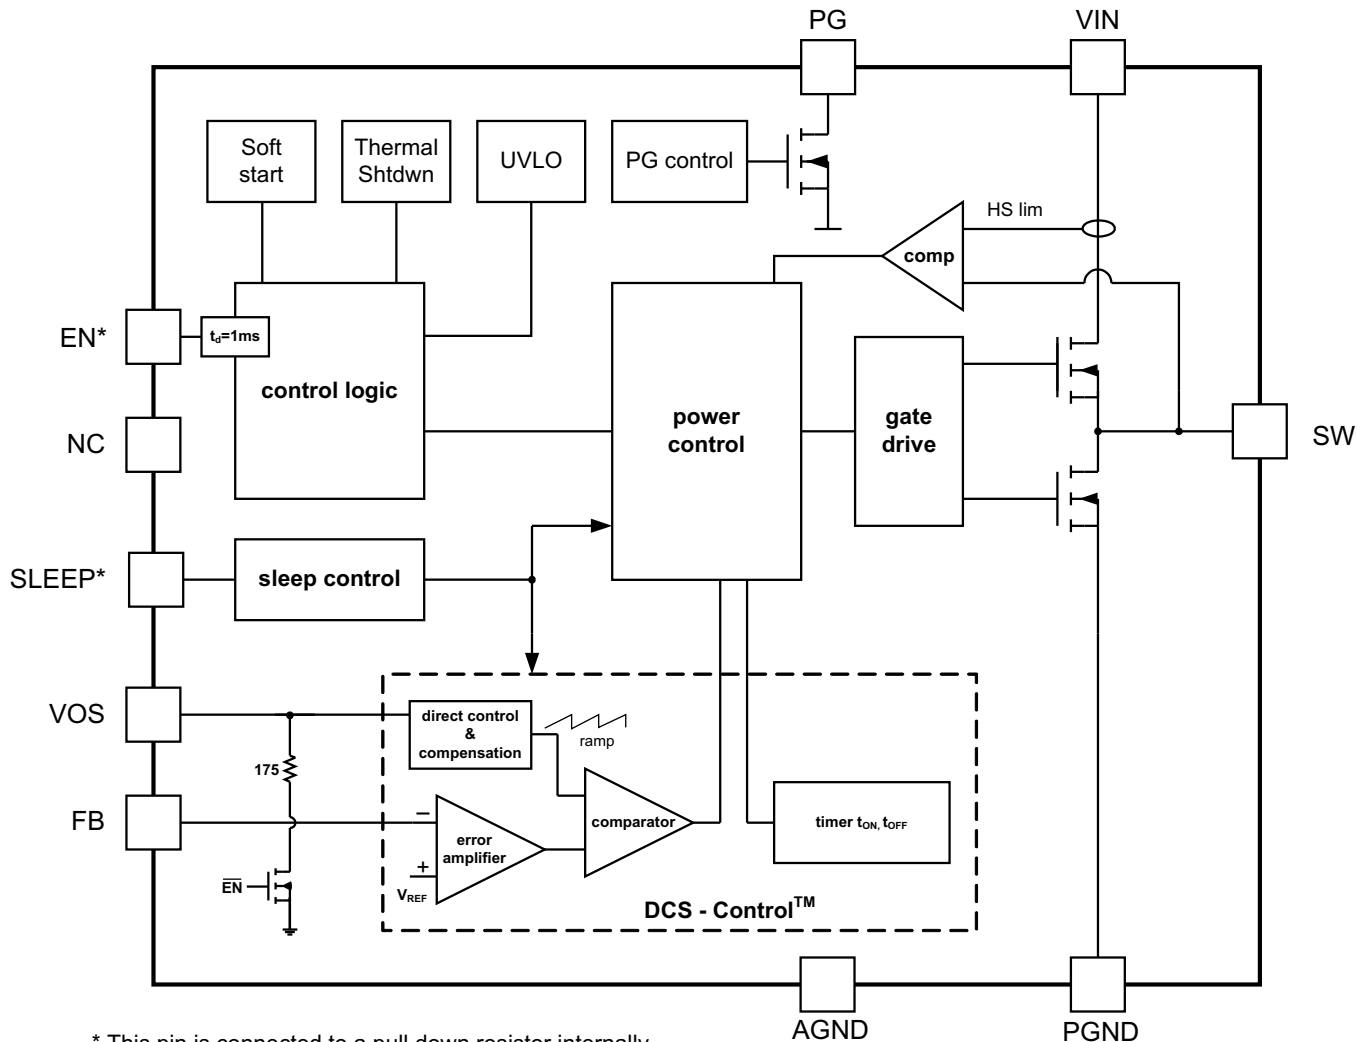 PG
VIN
Soft
start
Thermal
Shtdwn
UVLO
PG control
HS lim
comp
EN*
td=1ms
control logic
NC
power
control
gate
drive
SW
SLEEP*
sleep control
VOS
direct control
&
compensation
ramp
175
FB
−
error
amplifier
+
VREF
comparator
timer tON, tOFF
EN
DCS - Control™
AGND
PGND
* This pin is connected to a pull down resistor internally